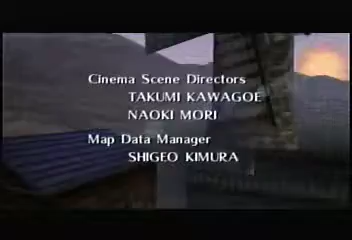 Cinema Scene Directors
TAKUMI KAWAGOE
NAOKI MORI
Map Data Manager
SHIGEO KIMURA